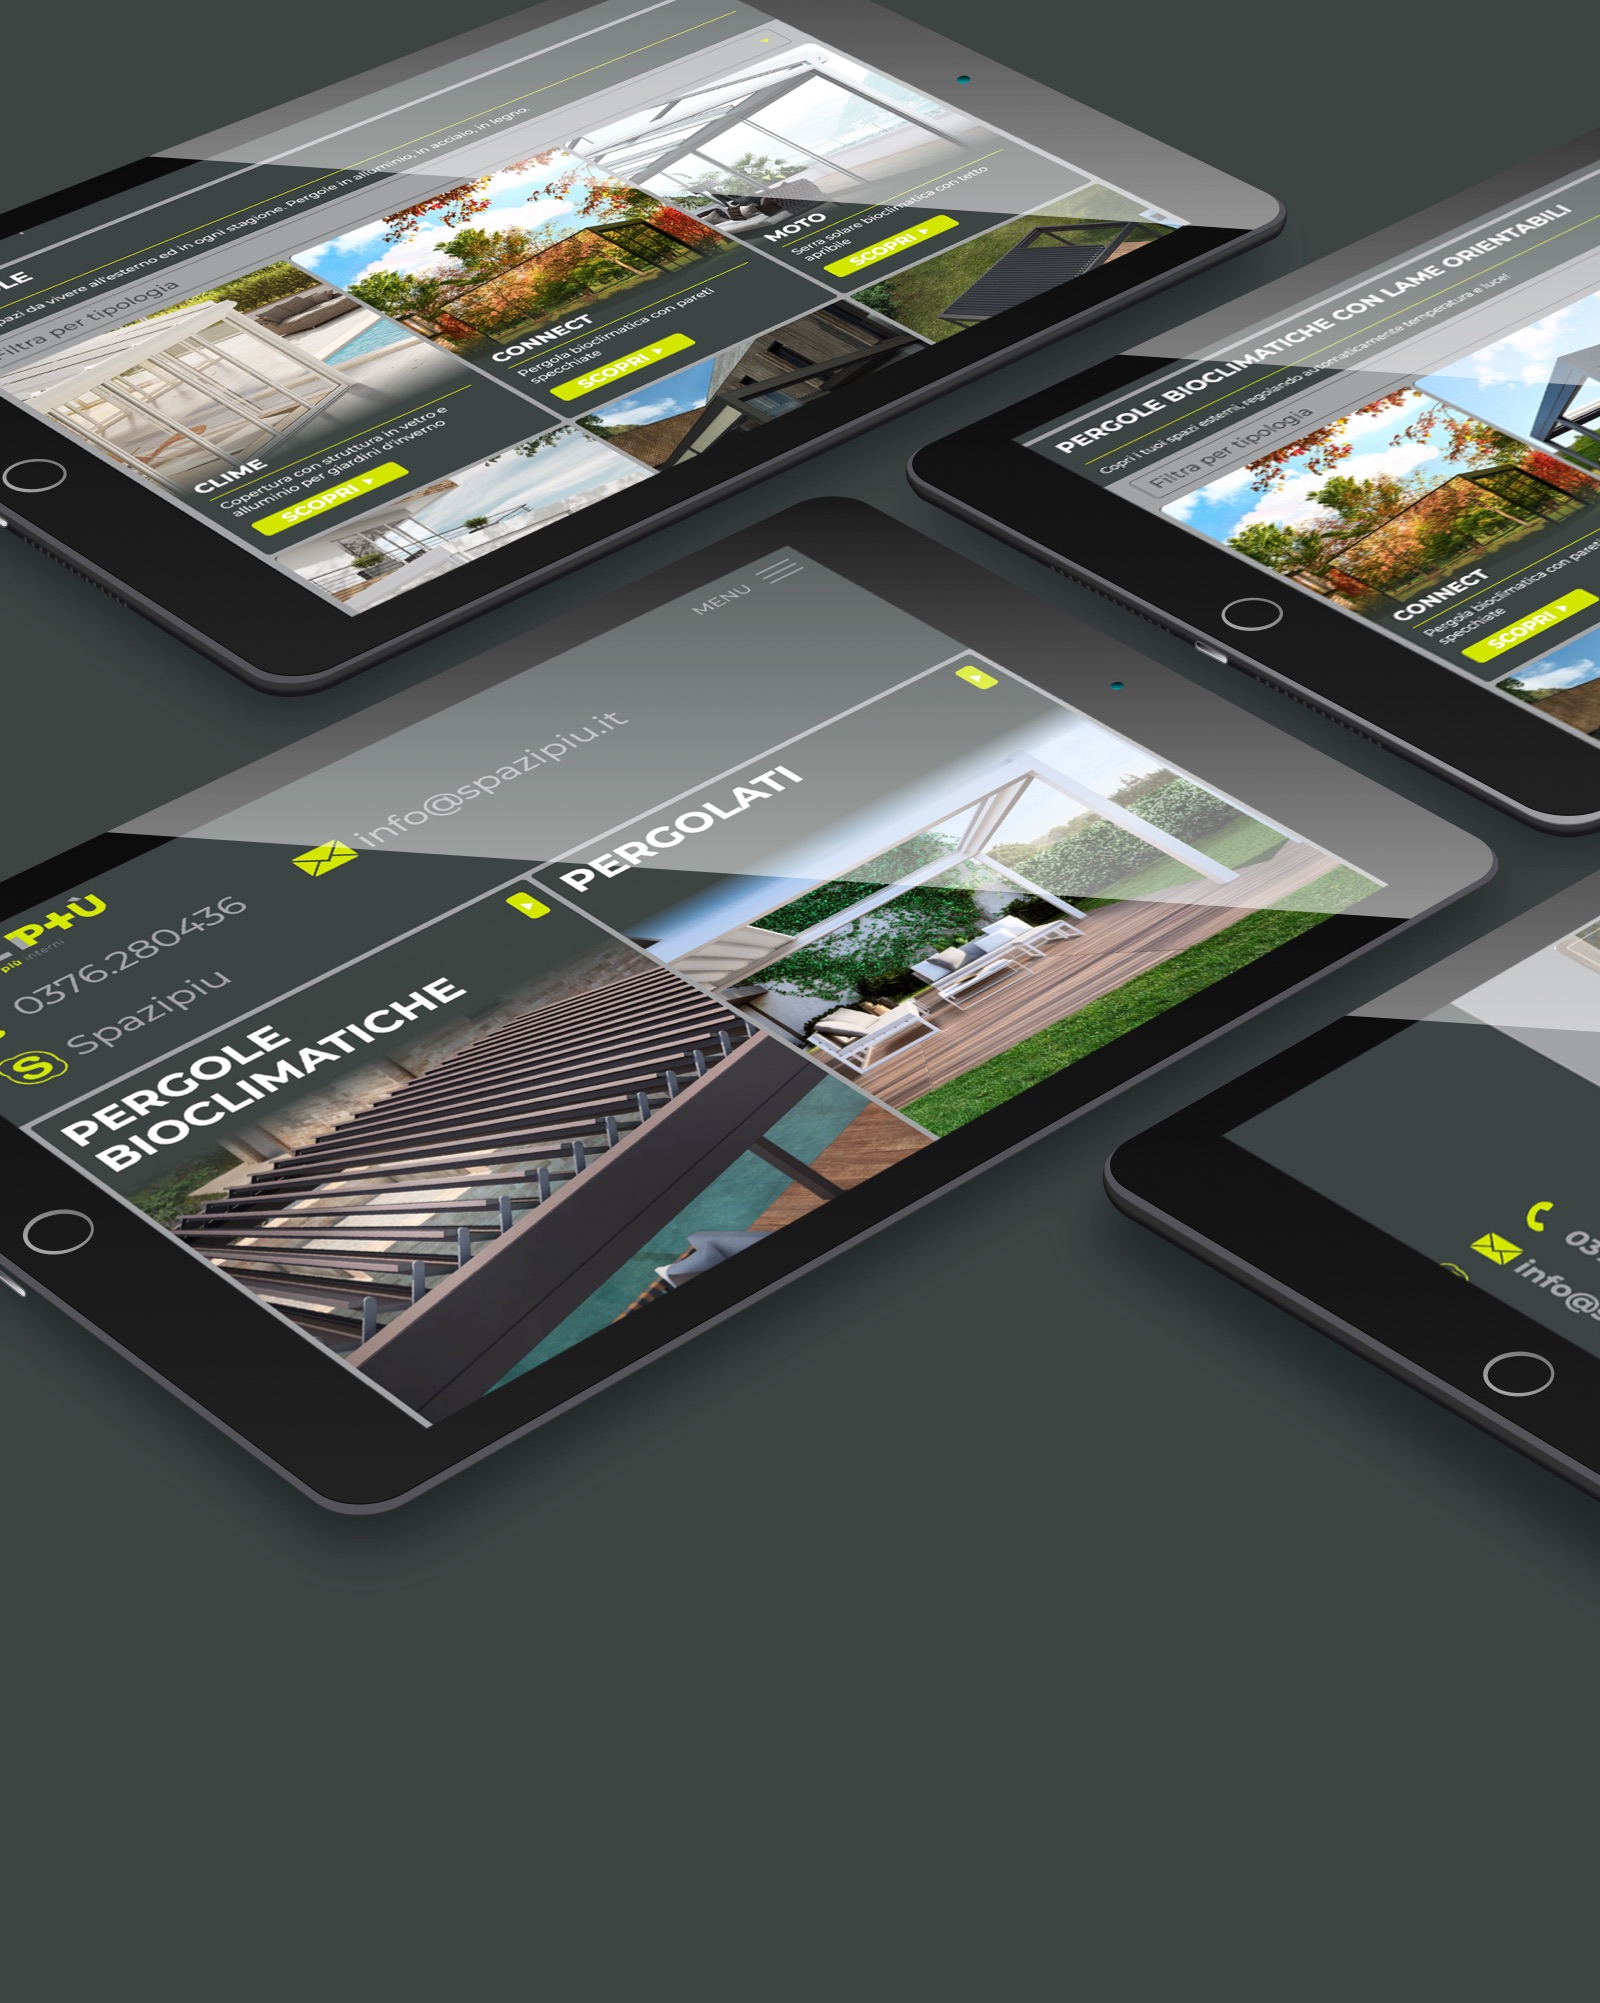 LE
spazi da vivere all'esterno ed in ogni stagione. Pergole in alluminio, in acciaio, in legno.
Filtra per tipologia
CLIME
Copertura con struttura in vetro e
alluminio per giardini d'inverno
SCOPRI
CONNECT
Pergola bioclimatica con pareti
specchiate
SCOPRI
MOTO
Serra solare bioclimatica con tetto
apribile
SCOPRI
PERGOLE BIOCLIMATICHE CON LAME ORIENTABILI
Copri i tuoi spazi esterni, regolando automaticamente temperatura e luce!
Filtra per tipologia
CONNECT
Pergola bioclimatica con pareti
specchiate
SCOPRI
MENU
P+Ù
più interni
0376.280436
Spazipiu
info@spazipiu.it
PERGOLE
BIOCLIMATICHE
PERGOLATI
03
info@s